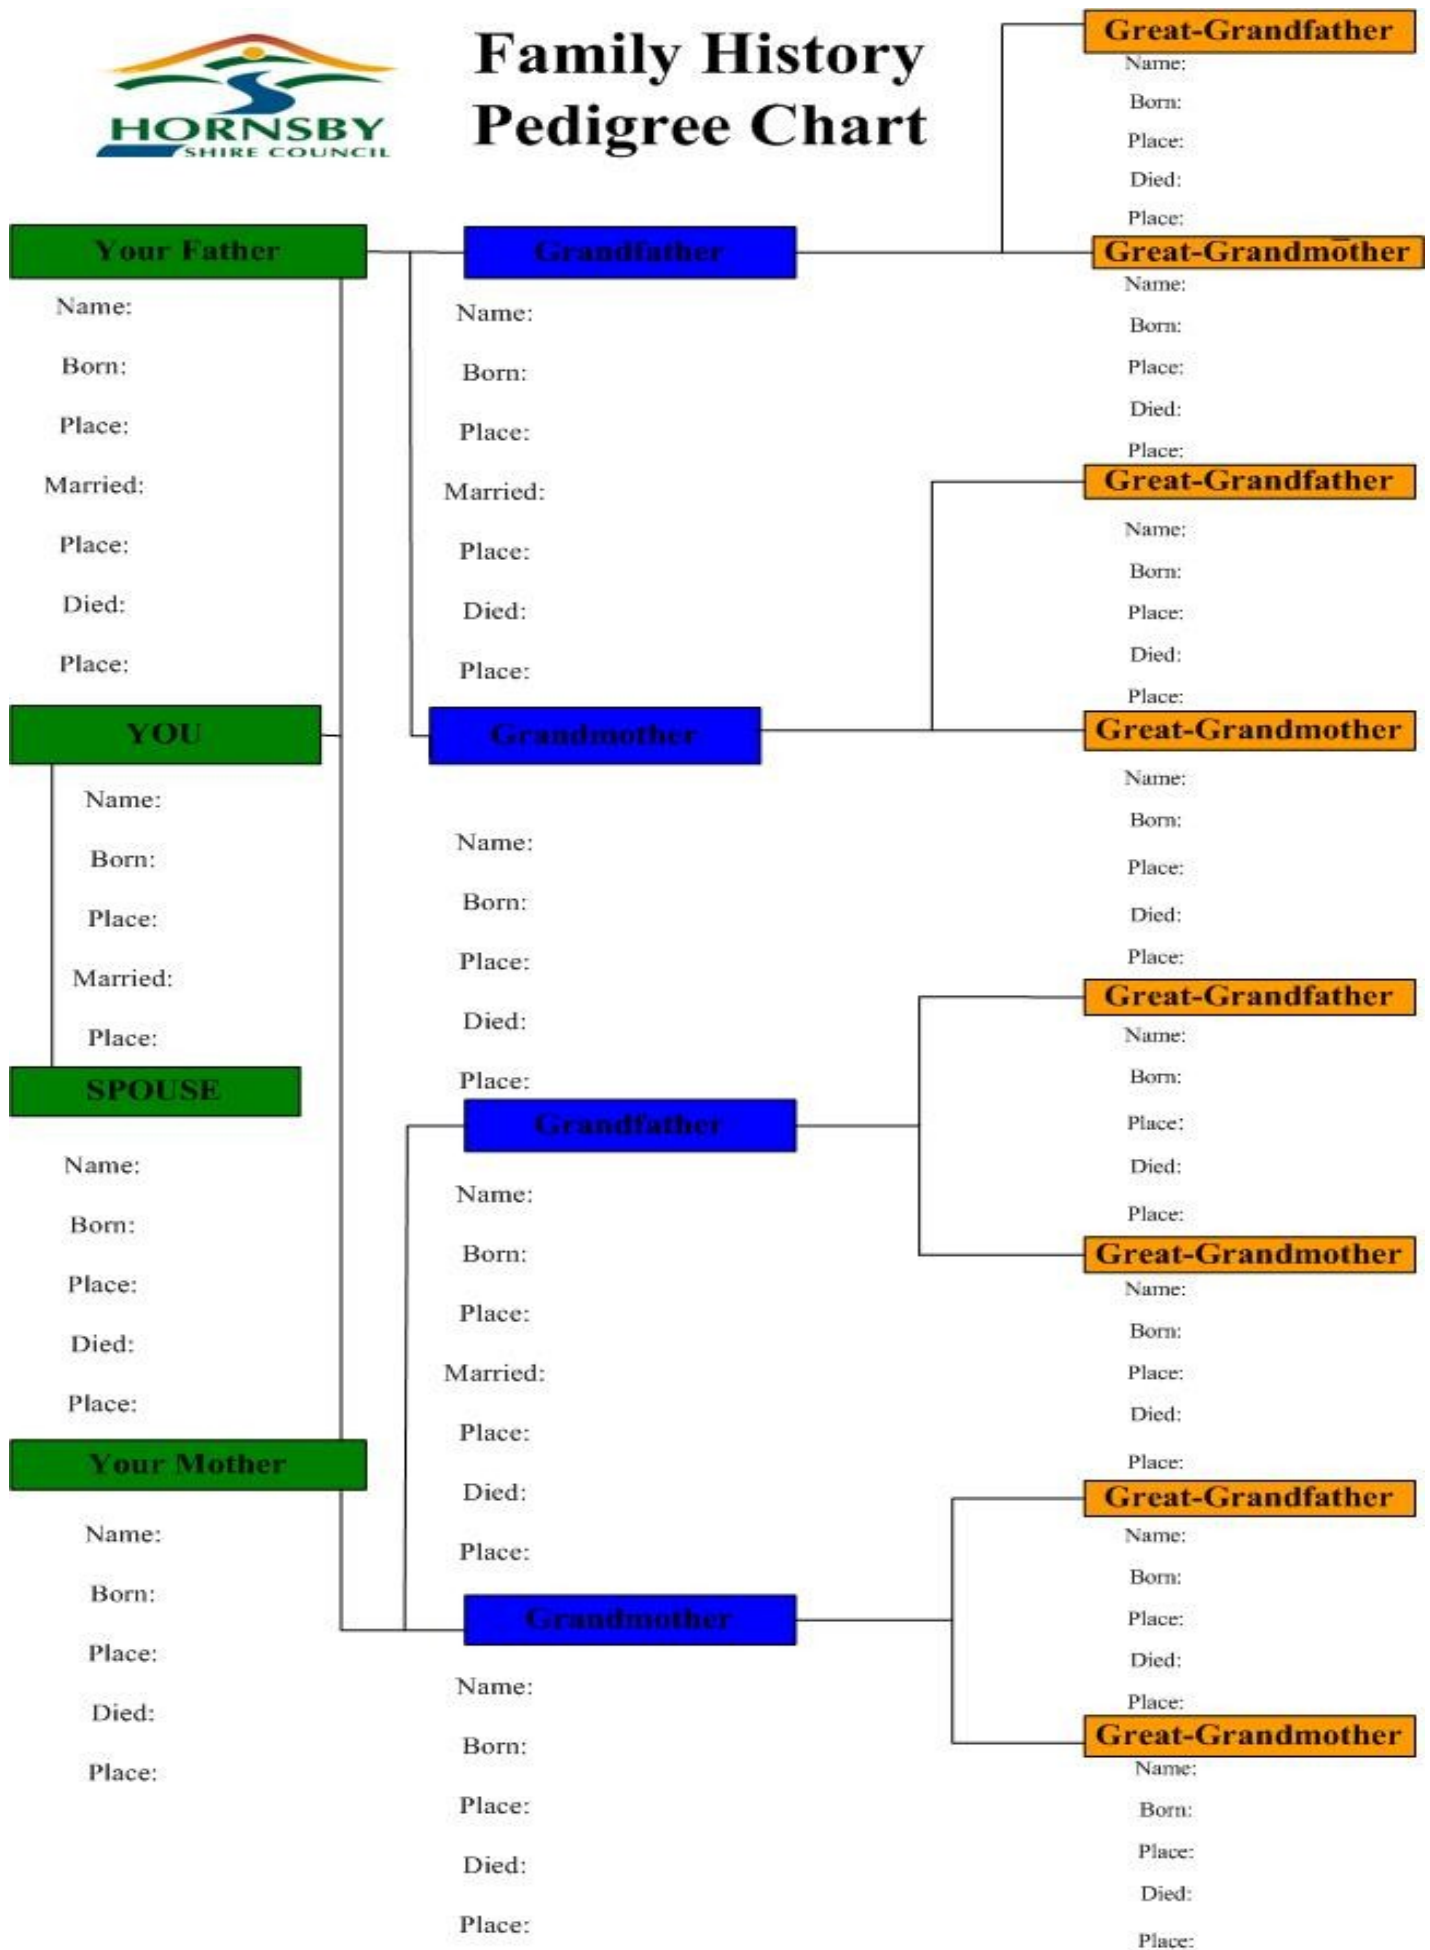 HORNSBY
SHIRE COUNCIL
Family History
Pedigree Chart
Your Father
Name:
Born:
Place:
Married:
Place:
Died:
Place:
YOU
Name:
Born:
Place:
Married:
Place:
SPOUSE
Name:
Born:
Place:
Died:
Place:
Your Mother
Name:
Born:
Place:
Died:
Place:
Grandfather
Name:
Born:
Place:
Married:
Place:
Died:
Place:
Grandmother
Name:
Born:
Place:
Died:
Place:
Grandfather
Name:
Born:
Place:
Married:
Place:
Died:
Place:
Grandmother
Name:
Born:
Place:
Died:
Place:
Great-Grandfather
Name:
Born:
Place:
Died:
Place:
Great-Grandmother
Name:
Born:
Place:
Died:
Place:
Great-Grandfather
Name:
Born:
Place:
Died:
Place:
Great-Grandmother
Name:
Born:
Place:
Died:
Place:
Great-Grandfather
Name:
Born:
Place:
Died:
Place:
Great-Grandmother
Name:
Born:
Place:
Died:
Place:
Great-Grandfather
Name:
Born:
Place:
Died:
Place:
Great-Grandmother
Name:
Born:
Place:
Died:
Place: